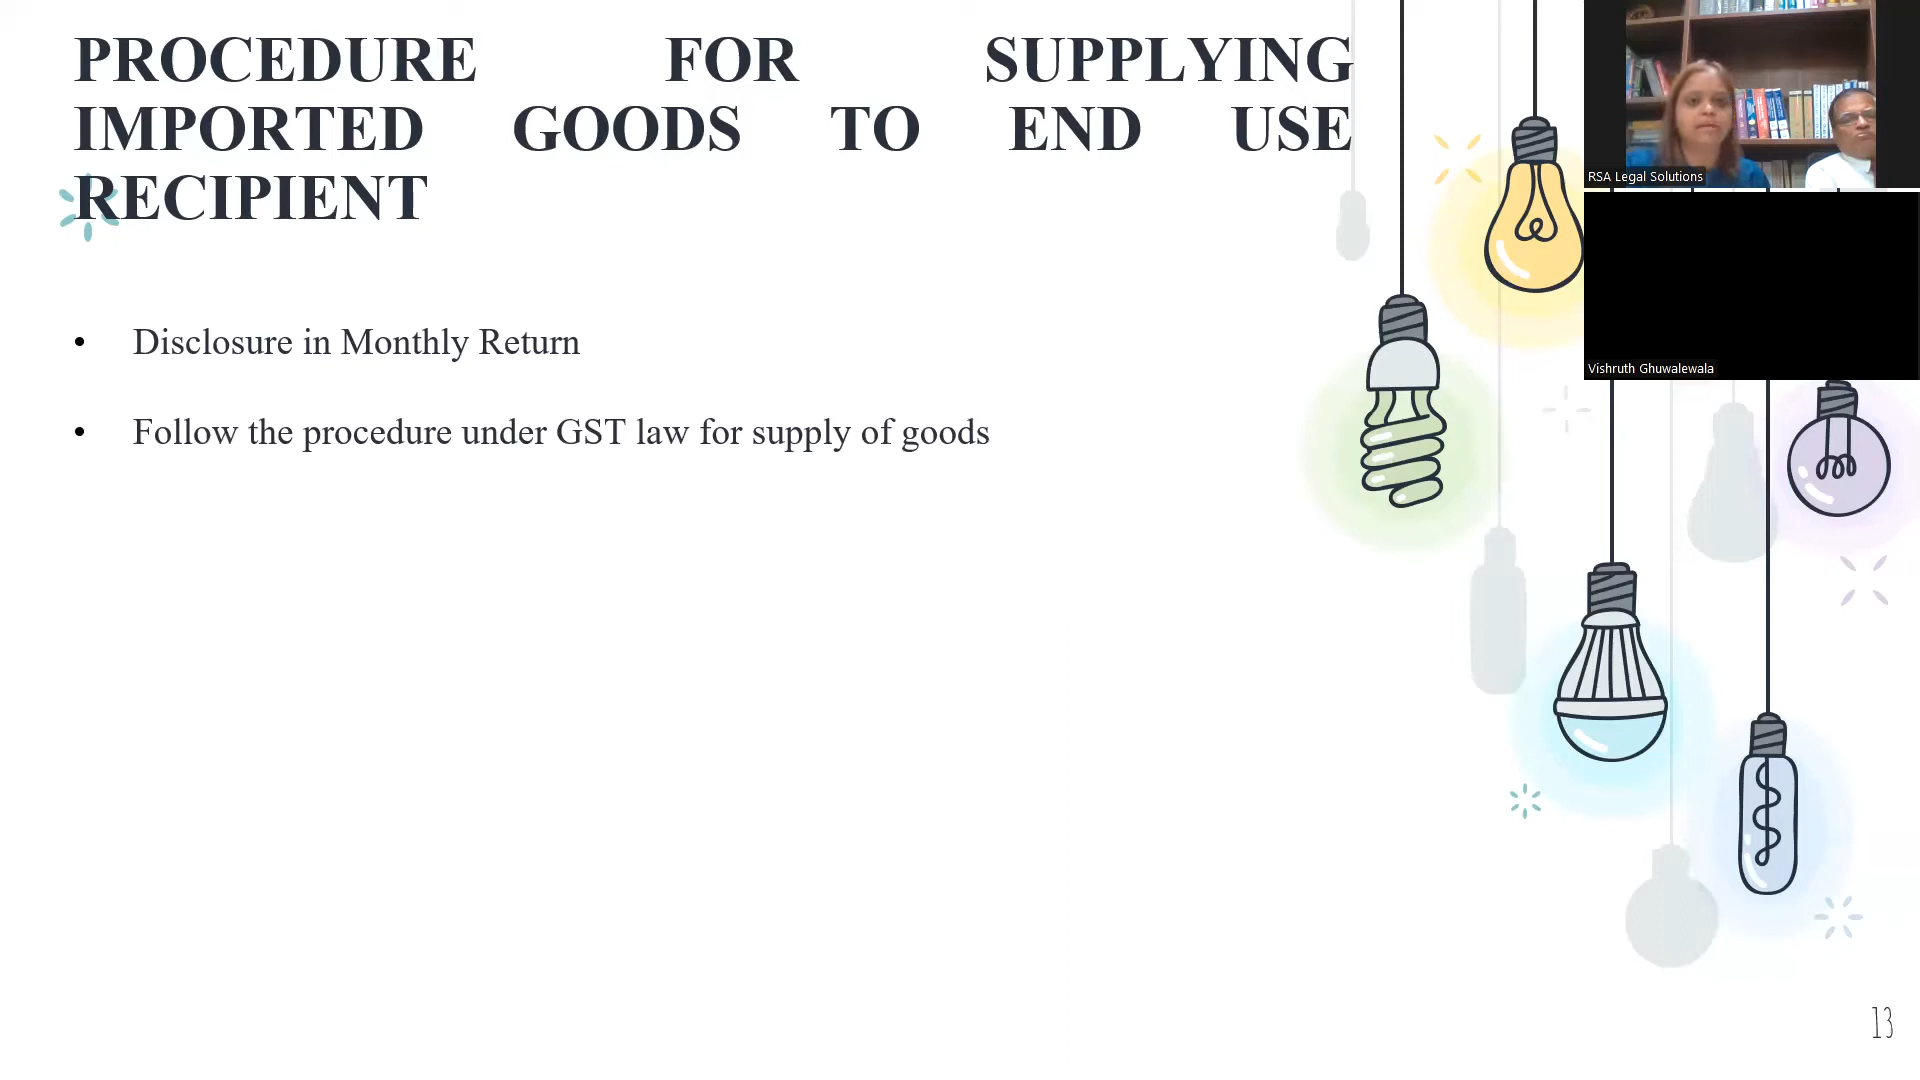 PROCEDURE FOR SUPPLYING
IMPORTED GOODS TO END USE
RECIPIENT
• Disclosure in Monthly Return
• Follow the procedure under GST law for supply of goods
RSA Legal Solutions
Vishruth Ghuwalewala
13